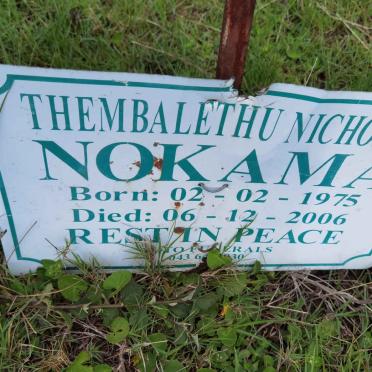 THEMBALETHU NICHO
NOKAMA
Born: 02 - 02 - 1975
Died: 06 - 12 - 2006
REST IN PEACE